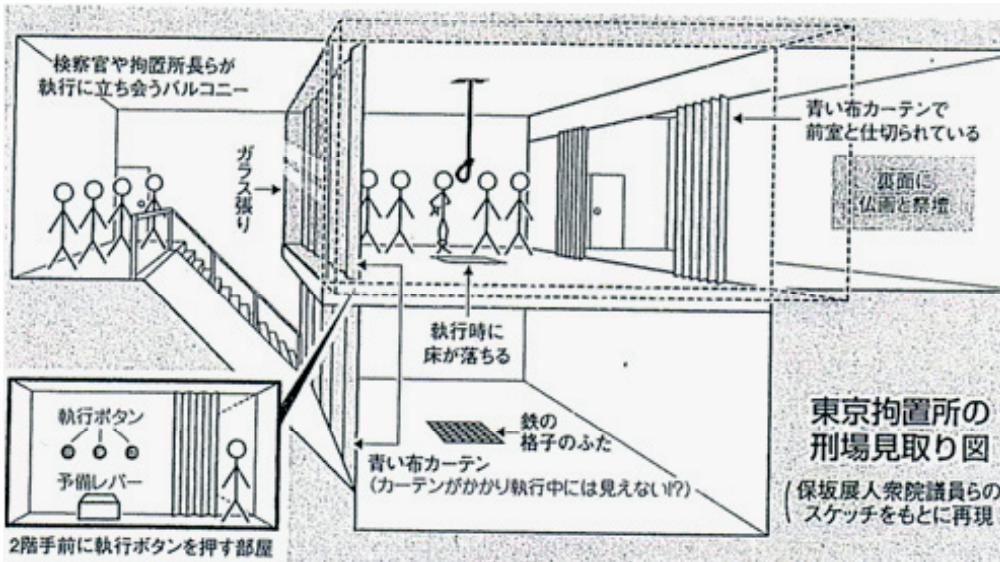 検察官や拘置所長らが
執行に立ち会うバルコニー
ガラス張り
青い布カーテンで
前室と仕切られている
裏面に
仏画と祭壇
執行時に
床が落ちる
鉄の
格子のふた
青い布カーテン
(カーテンがかかり執行中には見えない!?)
執行ボタン
予備レバー
2階手前に執行ボタンを押す部屋
東京拘置所の
刑場見取り図
(保坂展人衆院議員らの
スケッチをもとに再現